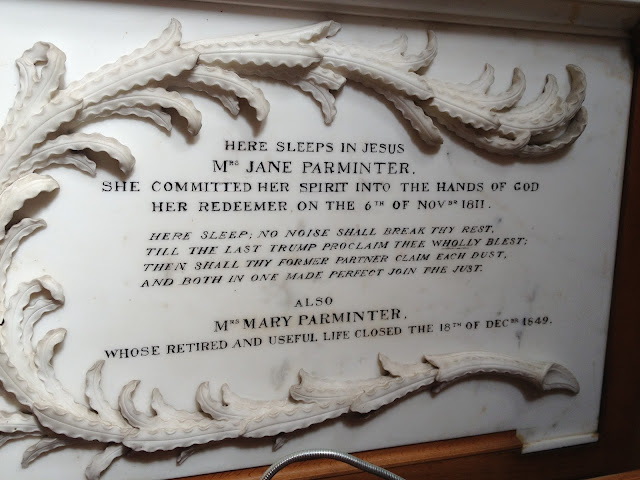 HERE SLEEPS IN JESUS
Mrs JANE PARMINTER.
SHE COMMITTED HER SPIRIT INTO THE HANDS OF GOD
HER REDEEMER ON THE 6TH OF NOVBR 1811.
HERE SLEEP; NO NOISE SHALL BREAK THY REST,
TILL THE LAST TRUMP PROCLAIM THEE WHOLLY BLEST;
THEN SHALL THY FORMER PARTNER CLAIM EACH DUST,
AND BOTH IN ONE MADE PERFECT JOIN THE JUST.
ALSO
MRS MARY PARMINTER.
WHOSE RETIRED AND USEFUL LIFE CLOSED THE 18TH OF DECBR 1849.